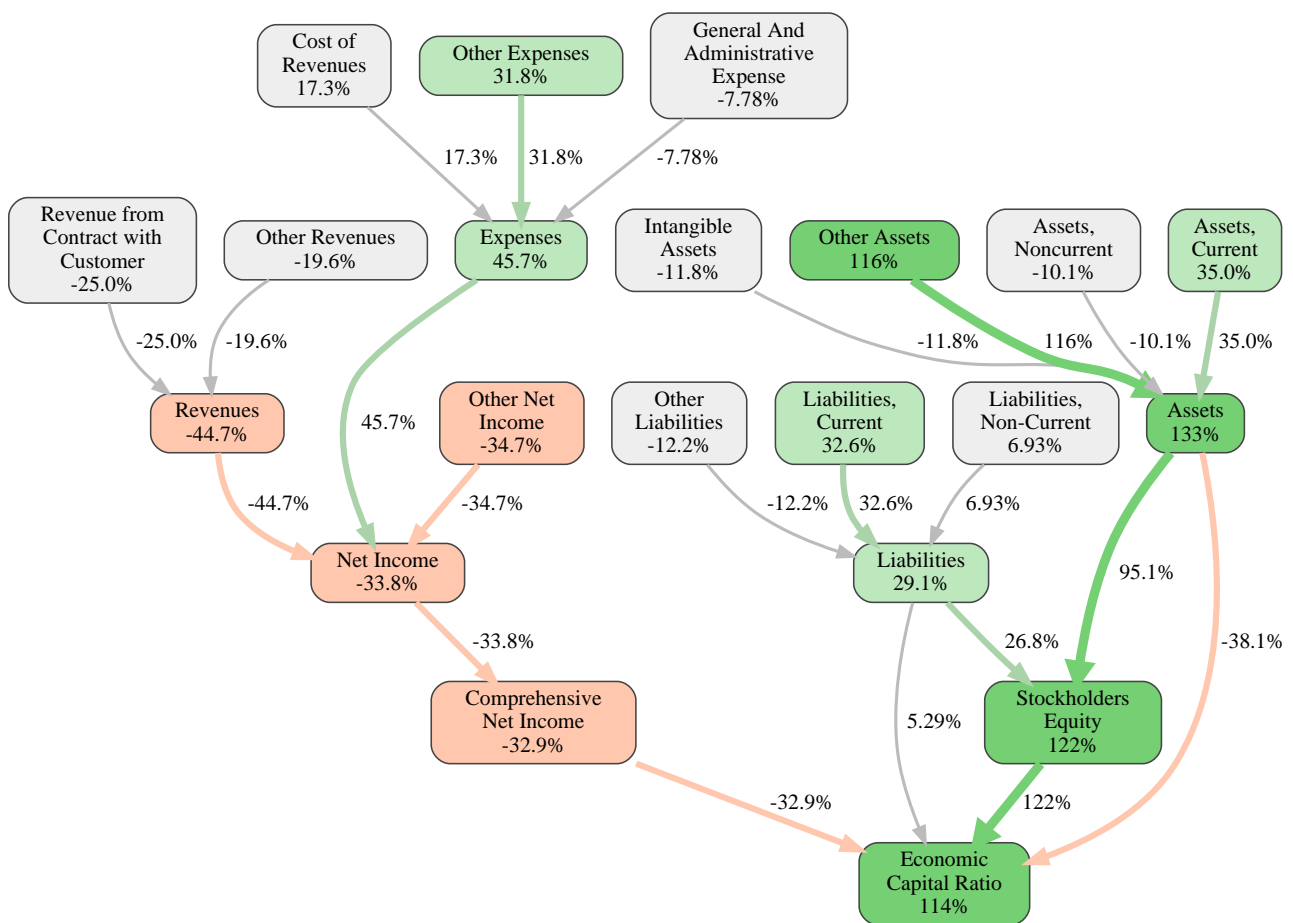 Cost of
Revenues
17.3%
Other Expenses
31.8%
General And
Administrative
Expense
-7.78%
17.3%
31.8%
-7.78%
Revenue from
Contract with
Customer
-25.0%
Other Revenues
-19.6%
Expenses
45.7%
Intangible
Assets
-11.8%
Other Assets
116%
Assets,
Noncurrent
-10.1%
Assets,
Current
35.0%
-25.0%
-19.6%
-11.8%
116%
-10.1%
35.0%
Revenues
-44.7%
45.7%
Other Net
Income
-34.7%
Other
Liabilities
-12.2%
Liabilities,
Current
32.6%
Liabilities,
Non-Current
6.93%
Assets
133%
-44.7%
-34.7%
-12.2%
32.6%
6.93%
Net Income
-33.8%
Liabilities
29.1%
95.1%
-33.8%
26.8%
-38.1%
Comprehensive
Net Income
-32.9%
5.29%
Stockholders
Equity
122%
-32.9%
122%
Economic
Capital Ratio
114%